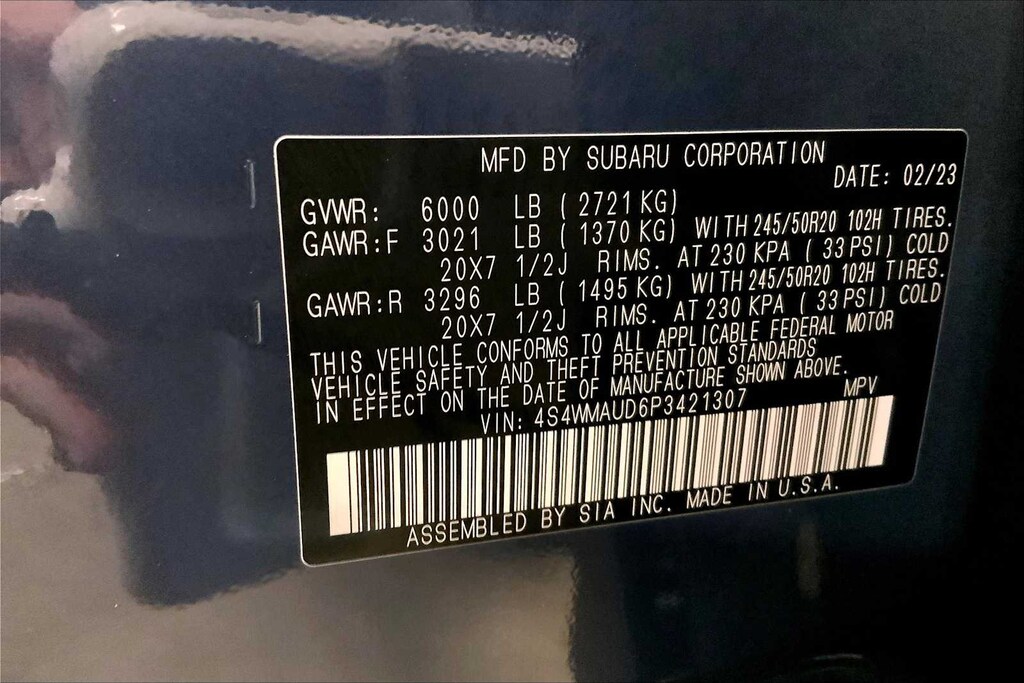 MFD BY SUBARU CORPORATION
DATE: 02/23
GVWR: 6000 LB ( 2721 KG)
GAWR:F 3021 LB ( 1370 KG) WITH 245/50R20 102H TIRES.
20X7 1/2J RIMS. AT 230 KPA ( 33 PSI) COLD
GAWR:R 3296 LB ( 1495 KG) WITH 245/50R20 102H TIRES.
20X7 1/2J RIMS. AT 230 KPA ( 33 PSI) COLD
THIS VEHICLE CONFORMS TO ALL APPLICABLE FEDERAL MOTOR
VEHICLE SAFETY AND THEFT PREVENTION STANDARDS
IN EFFECT ON THE DATE OF MANUFACTURE SHOWN ABOVE.
VIN: 4S4WMAUD6P3421307 MPV
ASSEMBLED BY SIA INC. MADE IN U.S.A.